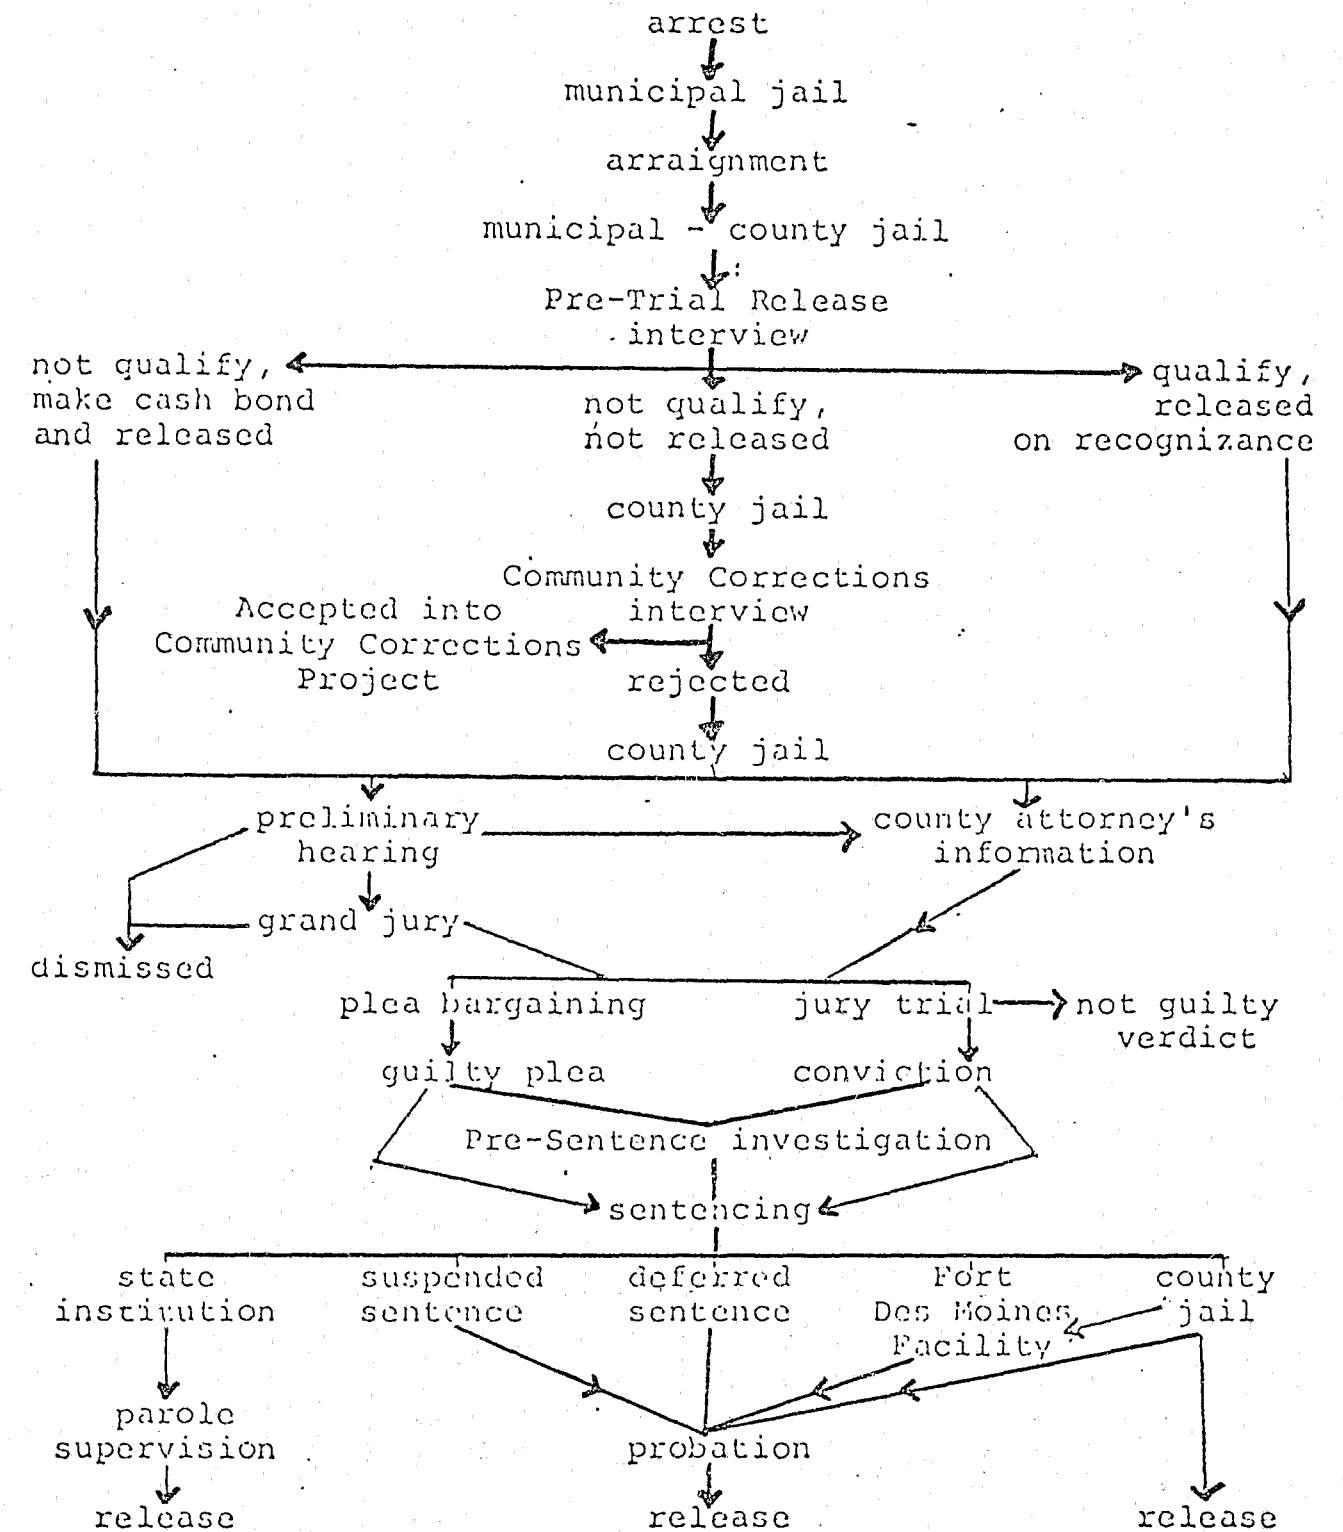 arrest
municipal jail
arraignment
municipal - county jail
Pre-Trial Release
interview
not qualify,
make cash bond
and released
not qualify,
not released
qualify,
released
on recognizance
county jail
Community Corrections
interview
Accepted into
Community Corrections
Project
rejected
county jail
preliminary
hearing
county attorney's
information
grand jury
dismissed
plea bargaining
jury trial
not guilty
verdict
guilty plea
conviction
Pre-Sentence investigation
sentencing
state
institution
suspended
sentence
deferred
sentence
Fort
Des Moines
Facility
county
jail
parole
supervision
probation
release
release
release